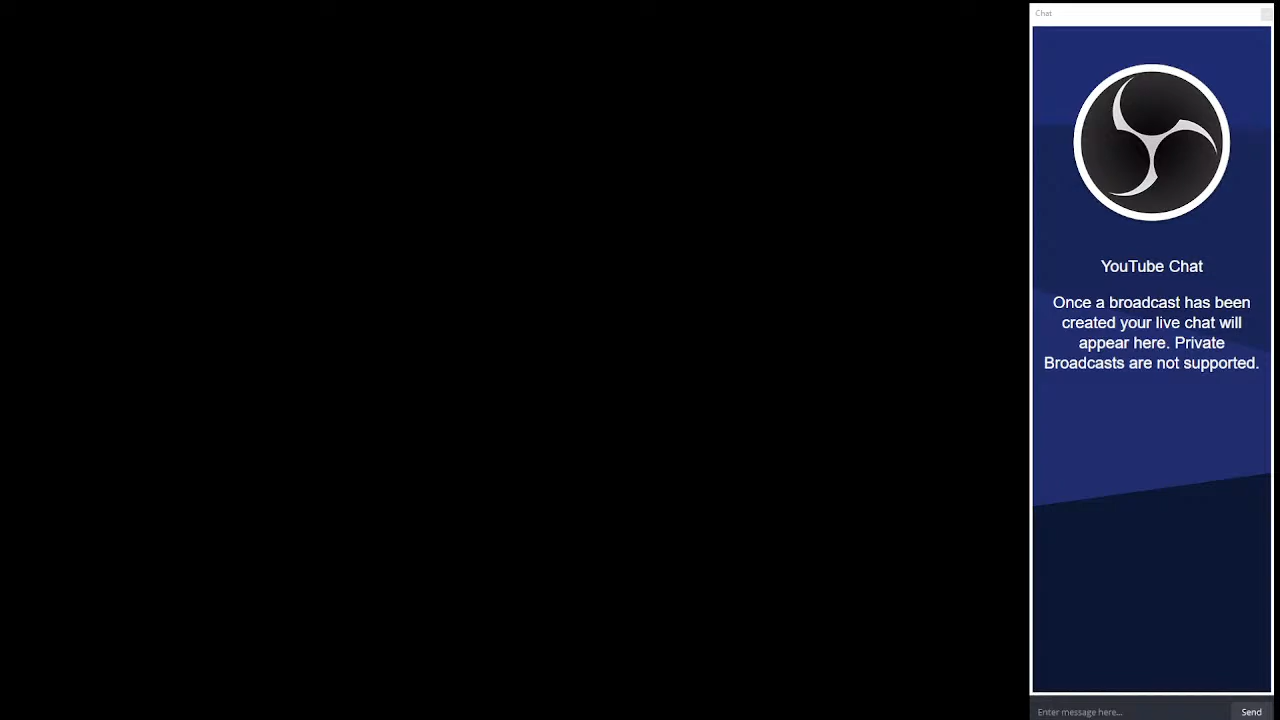 Chat
YouTube Chat
Once a broadcast has been
created your live chat will
appear here. Private
Broadcasts are not supported.
Enter message here...
Send